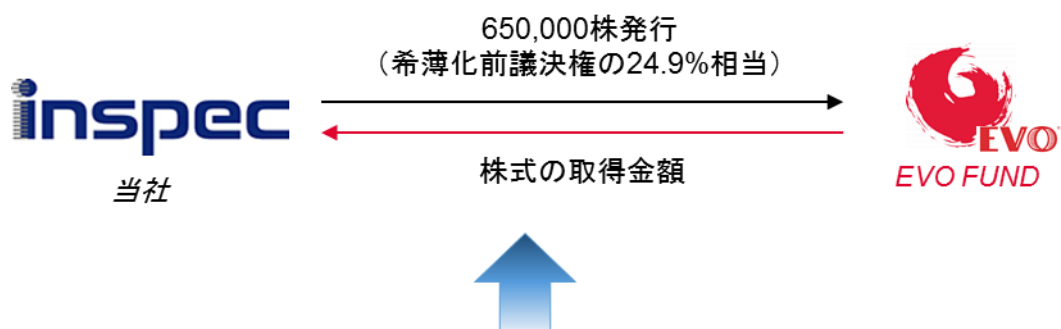 650,000株発行
（希薄化前議決権の24.9%相当）
inspec
EVO
株式の取得金額
当社
EVO FUND